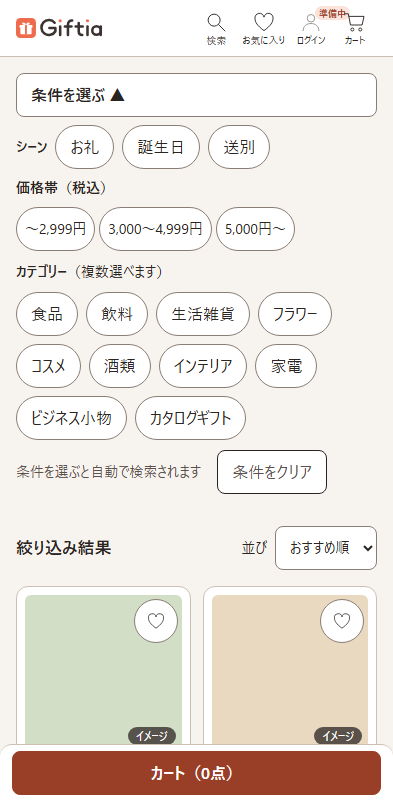 Giftia
準備中
検索 お気に入り ログイン カート
条件を選ぶ ▲
シーン お礼 誕生日 送別
価格帯（税込）
〜2,999円 3,000〜4,999円 5,000円〜
カテゴリー（複数選べます）
食品 飲料 生活雑貨 フラワー
コスメ 酒類 インテリア 家電
ビジネス小物 カタログギフト
条件を選ぶと自動で検索されます 条件をクリア
絞り込み結果 並び おすすめ順
イメージ イメージ
カート（0点）